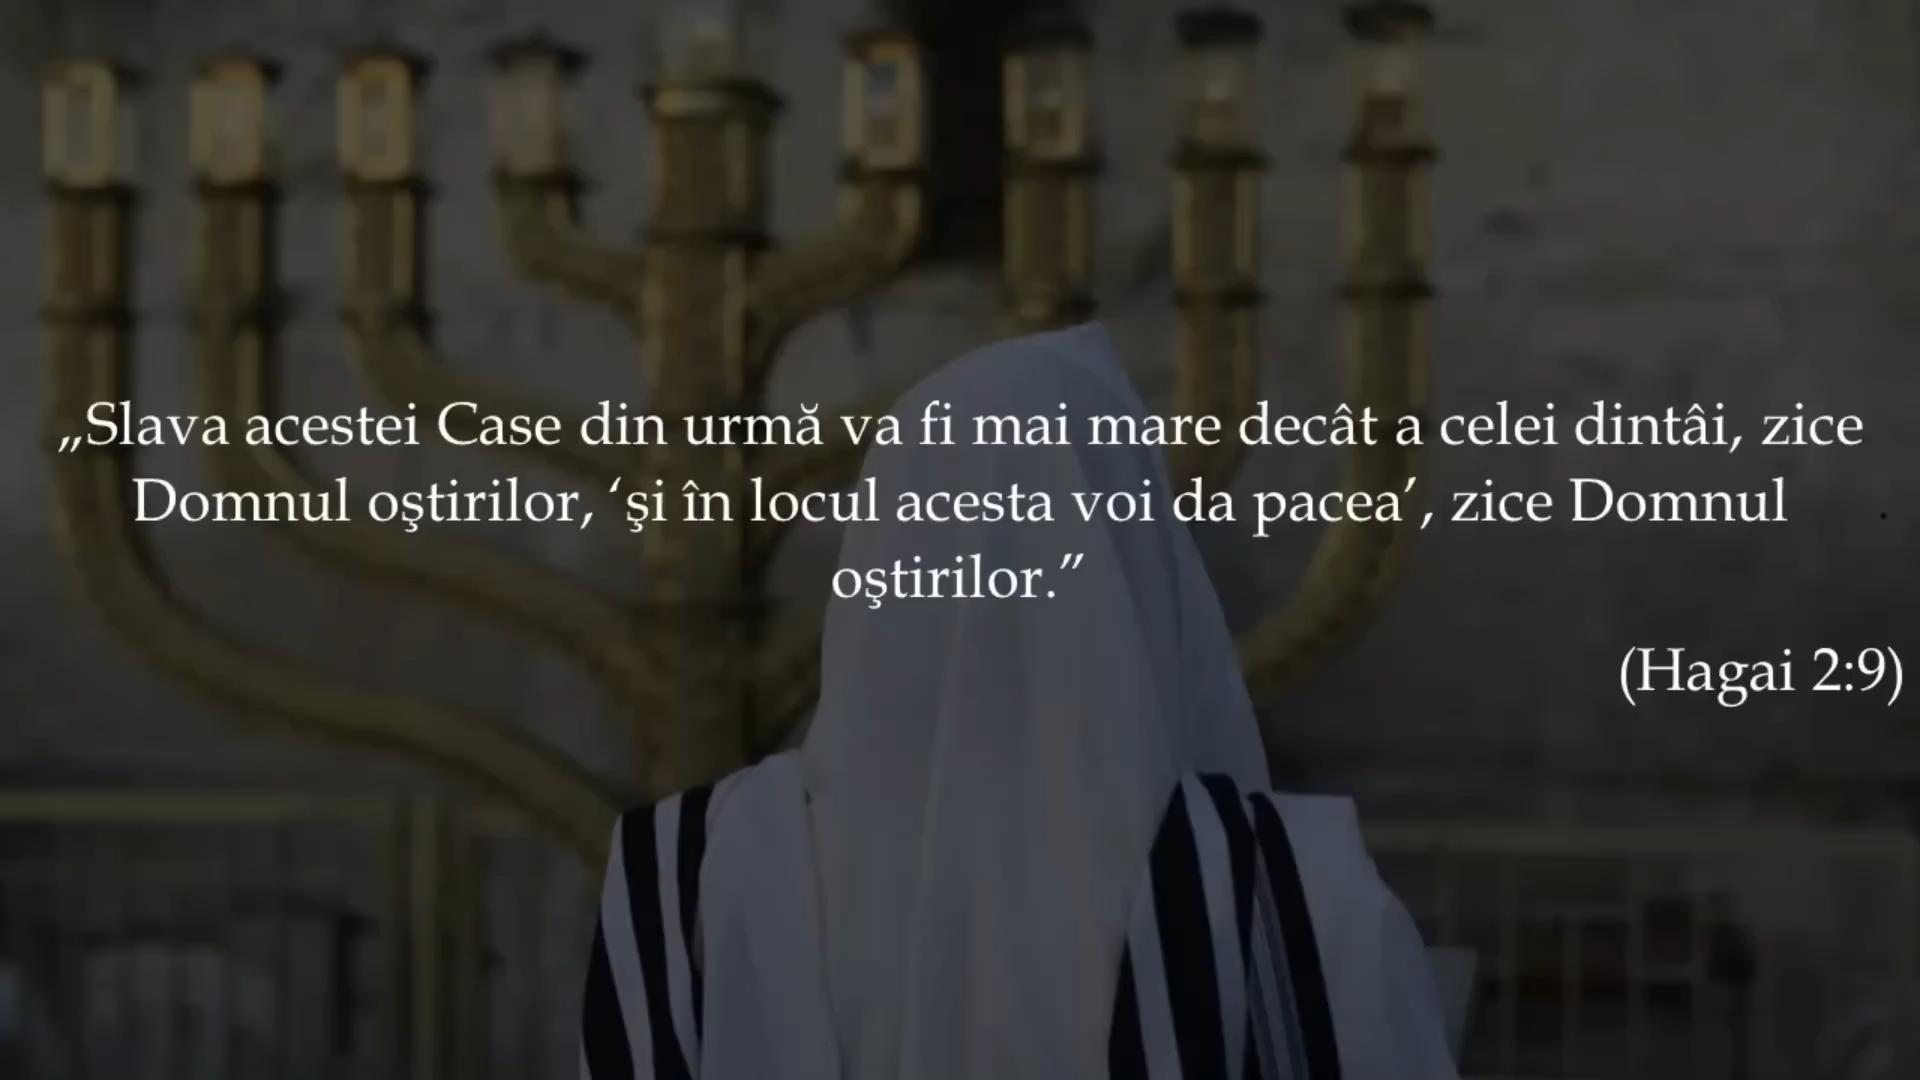 „Slava acestei Case din urmă va fi mai mare decât a celei dintâi, zice
Domnul oştirilor, ‘şi în locul acesta voi da pacea’, zice Domnul
oştirilor.”
(Hagai 2:9)